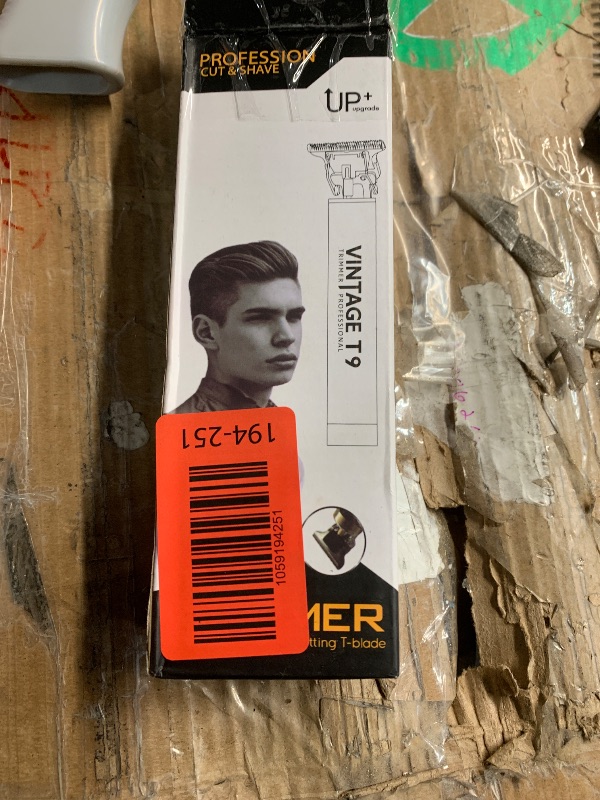 PROFESSION
CUT & SHAVE
UP+
upgrade
VINTAGE T9
TRIMMER PROFESSIONAL
194-251
1059194251
MER
tting T-blade